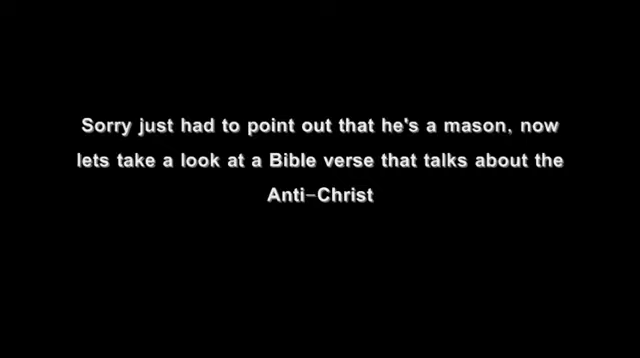 Sorry just had to point out that he's a mason, now
lets take a look at a Bible verse that talks about the
Anti-Christ